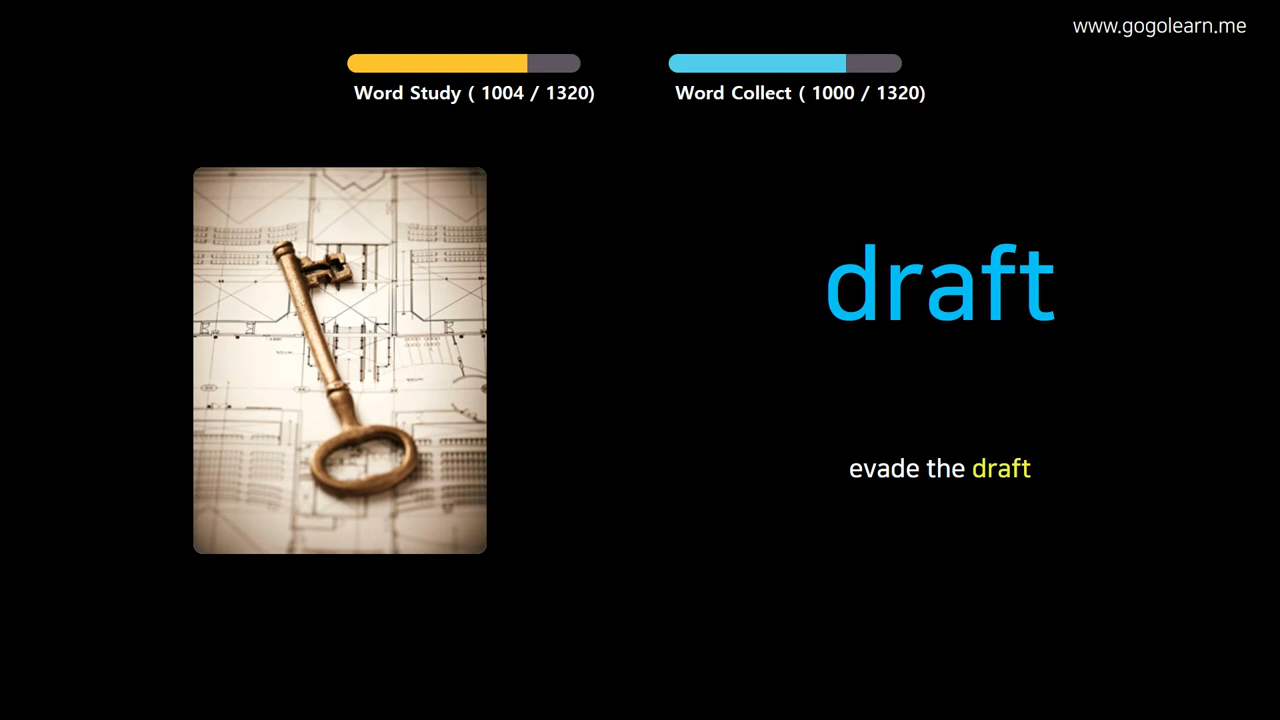 www.gogolearn.me
Word Study ( 1004 / 1320)
Word Collect ( 1000 / 1320)
draft
evade the draft